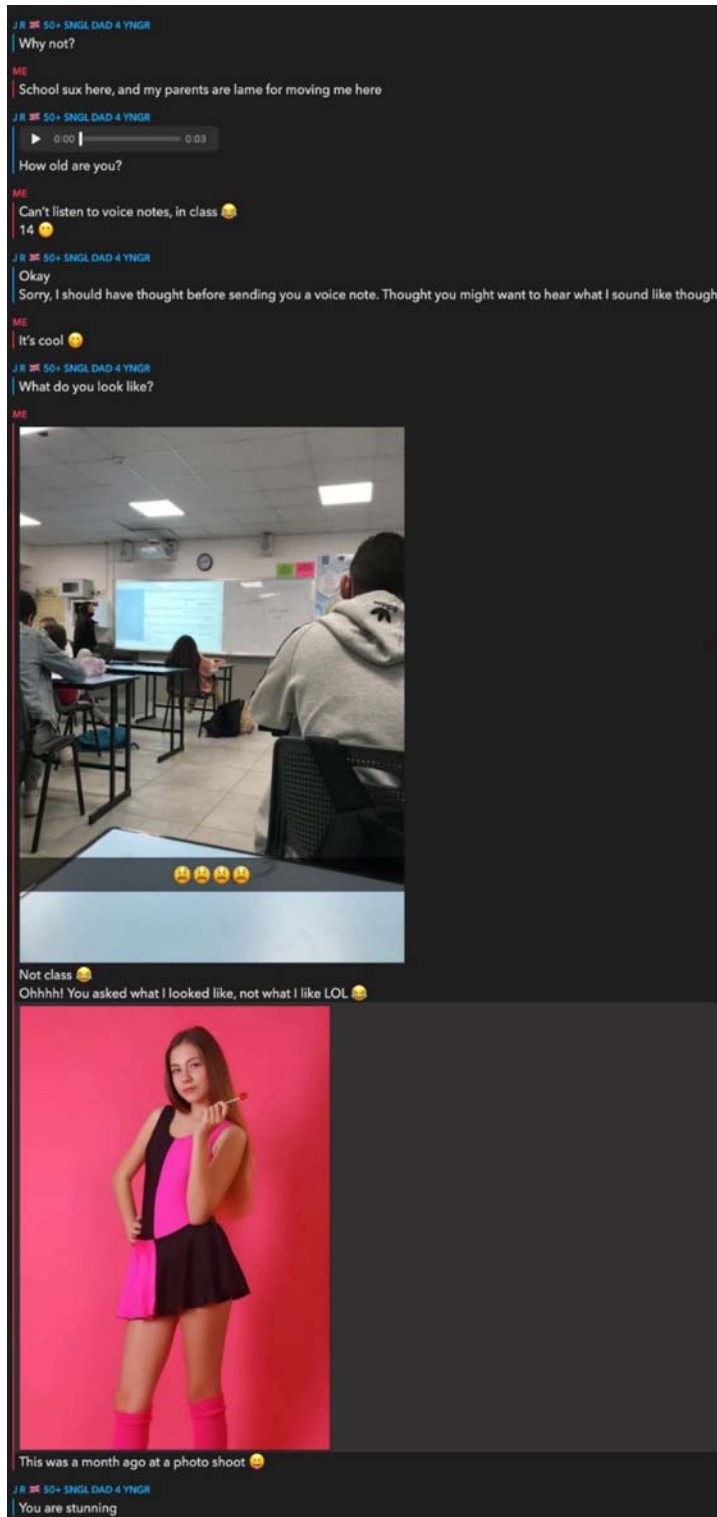 J R 🇬🇧 50+ SNGL DAD 4 YNGR
Why not?
ME
School sux here, and my parents are lame for moving me here
J R 🇬🇧 50+ SNGL DAD 4 YNGR
0:00 0:03
How old are you?
ME
Can't listen to voice notes, in class 😂
14 😶
J R 🇬🇧 50+ SNGL DAD 4 YNGR
Okay
Sorry, I should have thought before sending you a voice note. Thought you might want to hear what I sound like though
ME
It's cool 😋
J R 🇬🇧 50+ SNGL DAD 4 YNGR
What do you look like?
ME
😫😫😫😫
Not class 😂
Ohhhh! You asked what I looked like, not what I like LOL 😂
This was a month ago at a photo shoot 😛
J R 🇬🇧 50+ SNGL DAD 4 YNGR
You are stunning